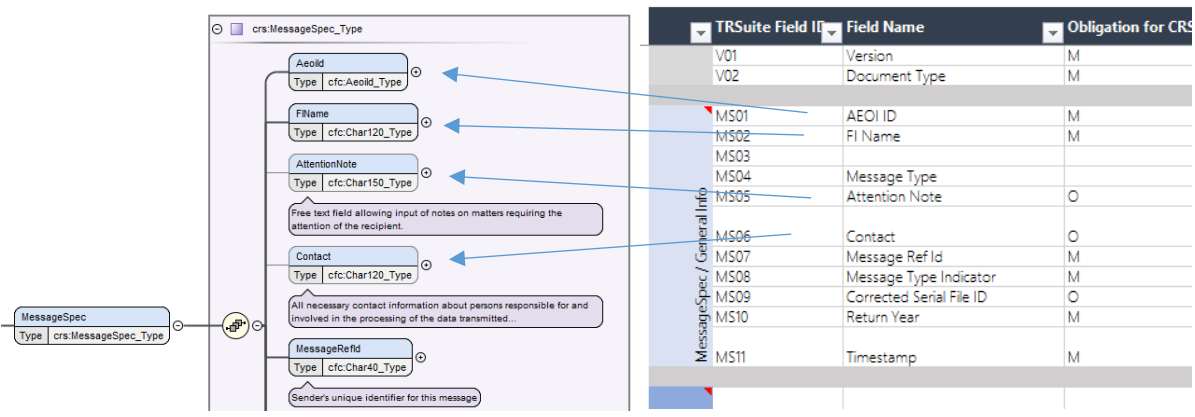 crs:MessageSpec_Type
AeoiId
Type cfc:AeoiId_Type
FIName
Type cfc:Char120_Type
AttentionNote
Type cfc:Char150_Type
Free text field allowing input of notes on matters requiring the
attention of the recipient.
Contact
Type cfc:Char120_Type
All necessary contact information about persons responsible for and
involved in the processing of the data transmitted...
MessageSpec
Type crs:MessageSpec_Type
MessageRefId
Type cfc:Char40_Type
Sender's unique identifier for this message
TRSuite Field ID Field Name Obligation for CRS
V01 Version M
V02 Document Type M
MessageSpec / General Info
MS01 AEOI ID M
MS02 FI Name M
MS03
MS04 Message Type
MS05 Attention Note O
MS06 Contact O
MS07 Message Ref Id M
MS08 Message Type Indicator M
MS09 Corrected Serial File ID O
MS10 Return Year M
MS11 Timestamp M